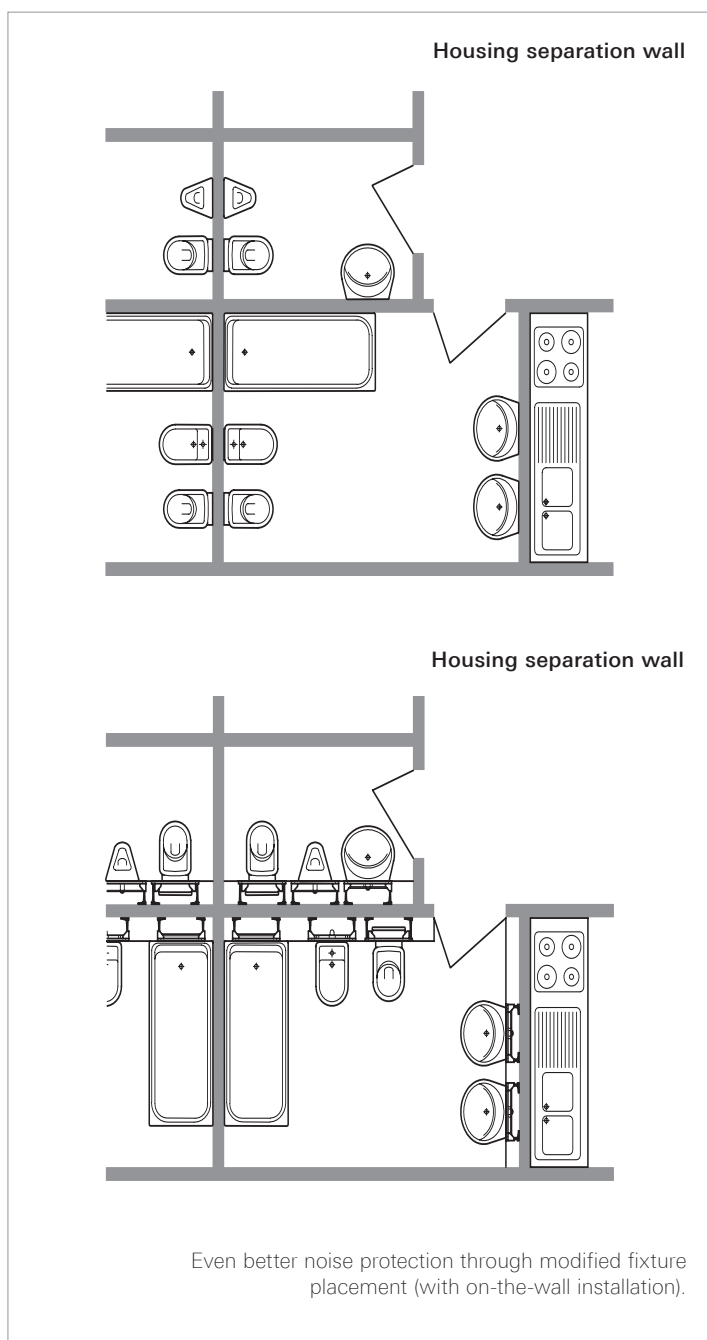 Housing separation wall
Housing separation wall
Even better noise protection through modified fixture
placement (with on-the-wall installation).